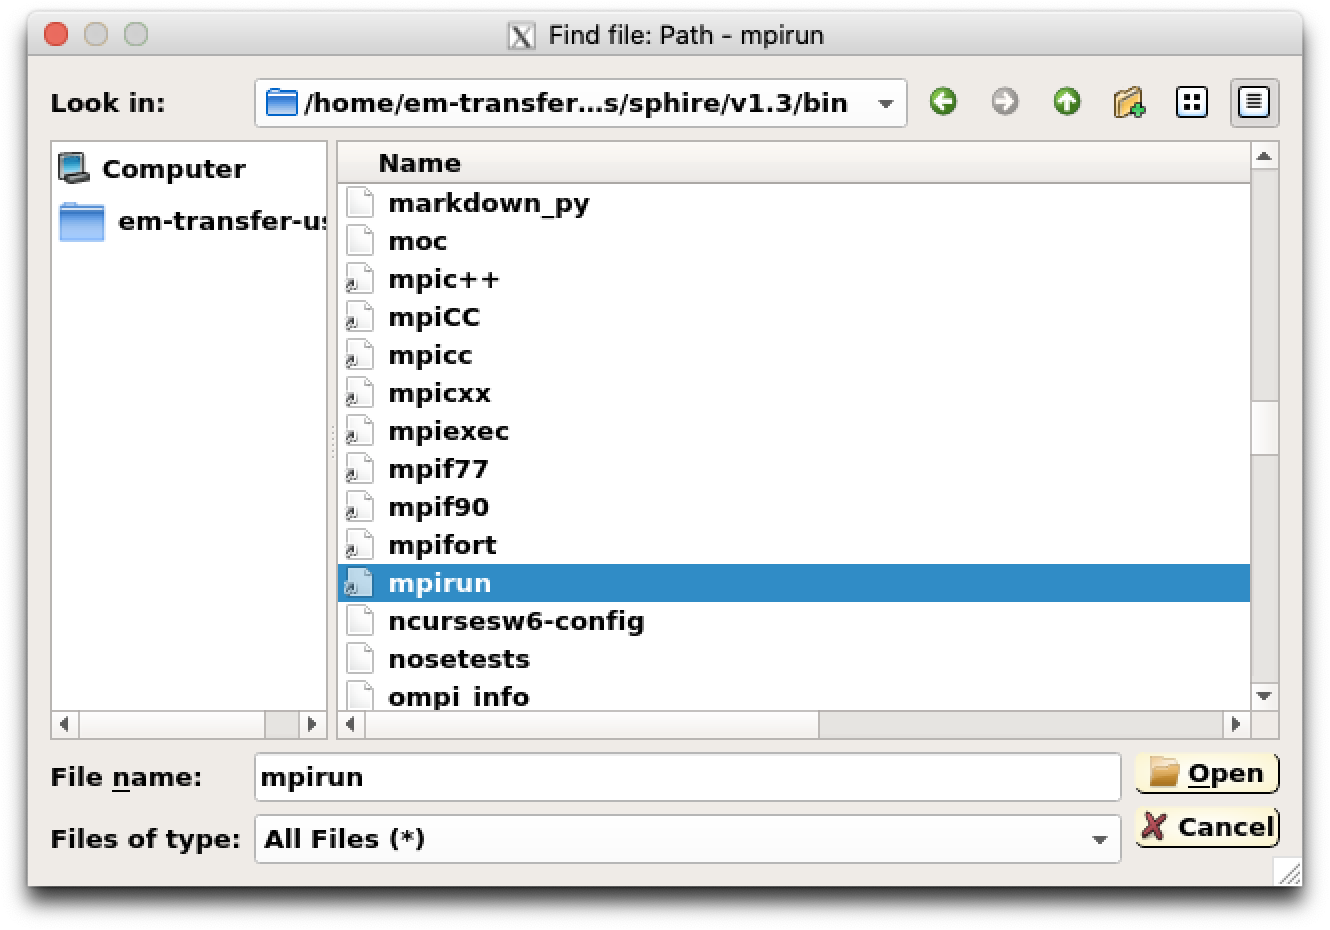 Find file: Path - mpirun
Look in: /home/em-transfer...s/sphire/v1.3/bin
Computer
em-transfer-us
Name
markdown_py
moc
mpic++
mpiCC
mpicc
mpicxx
mpiexec
mpif77
mpif90
mpifort
mpirun
ncursesw6-config
nosetests
ompi_info
File name: mpirun Open
Files of type: All Files (*) Cancel